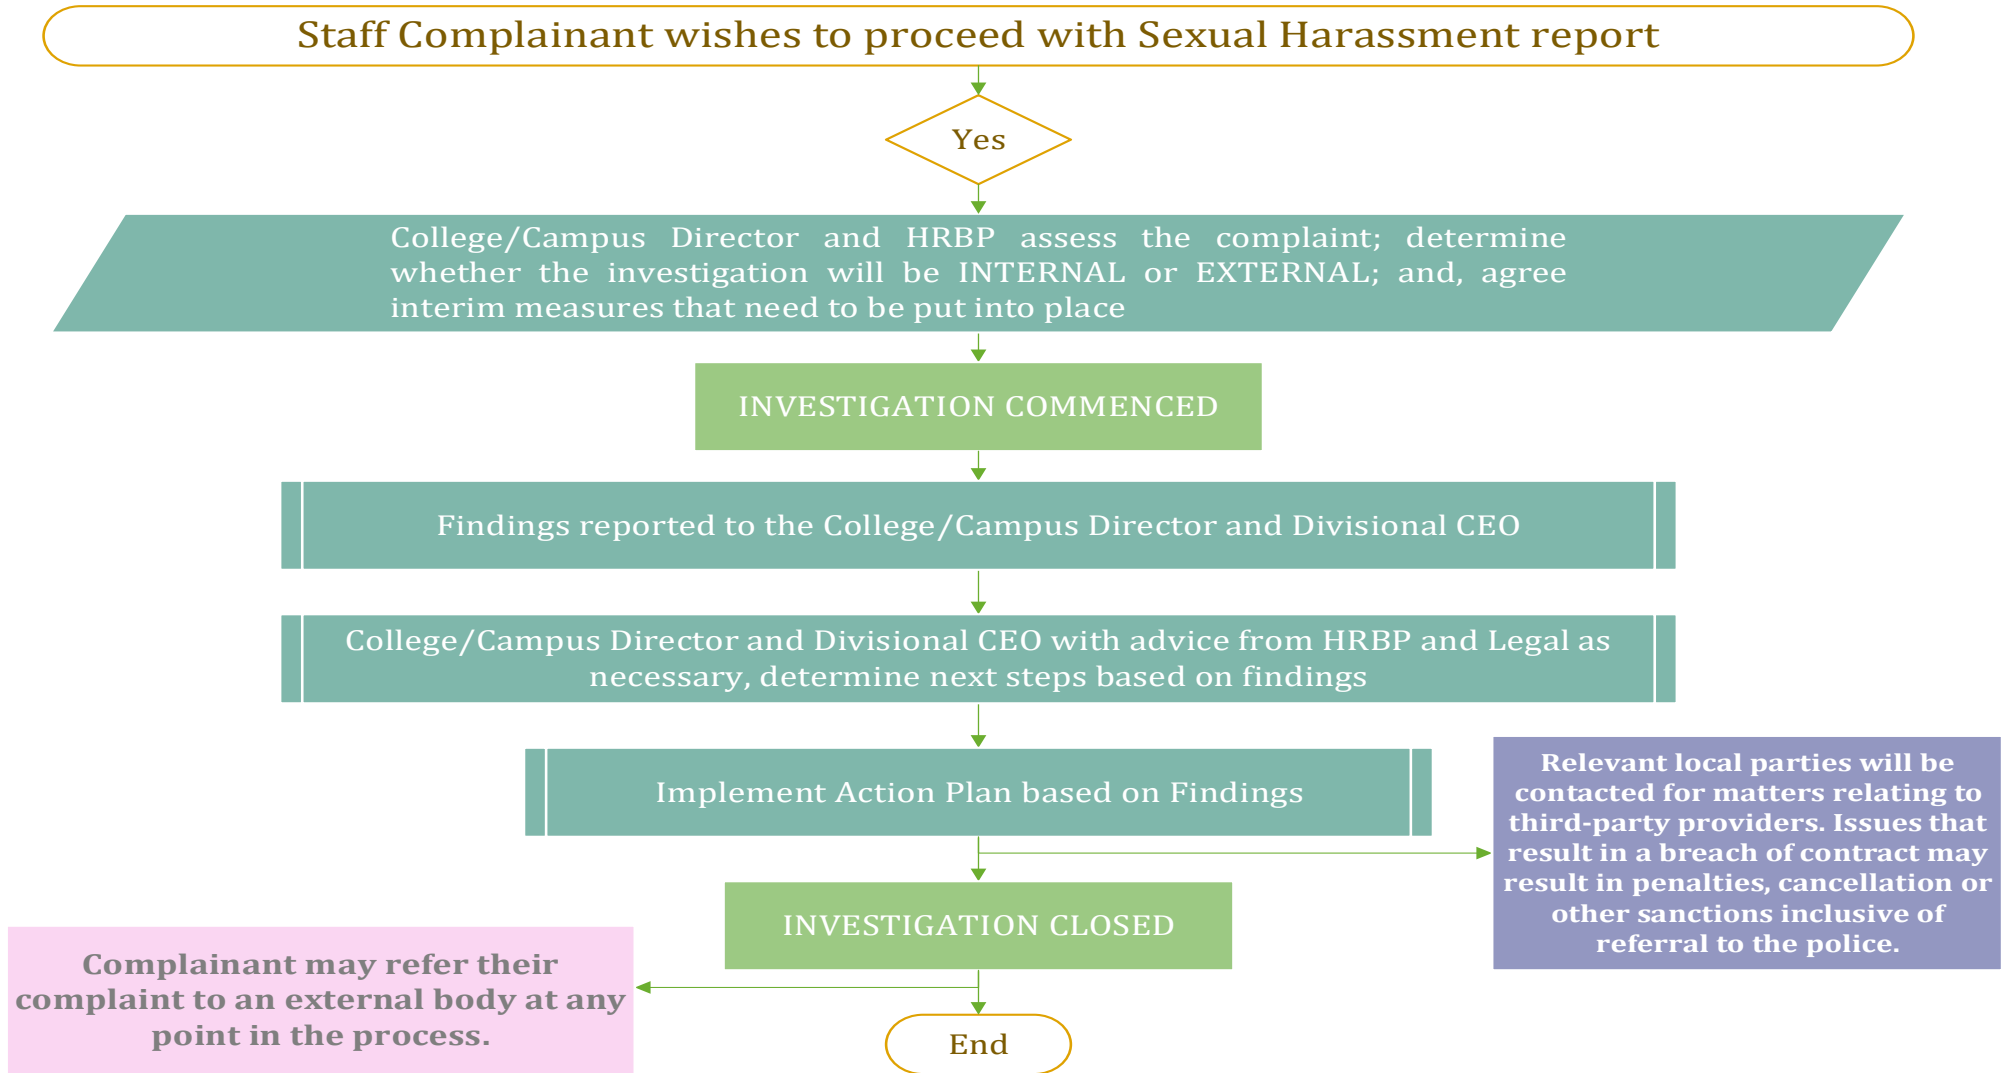 Staff Complainant wishes to proceed with Sexual Harassment report
Yes
College/Campus Director and HRBP assess the complaint; determine
whether the investigation will be INTERNAL or EXTERNAL; and, agree
interim measures that need to be put into place
INVESTIGATION COMMENCED
Findings reported to the College/Campus Director and Divisional CEO
College/Campus Director and Divisional CEO with advice from HRBP and Legal as
necessary, determine next steps based on findings
Implement Action Plan based on Findings
Relevant local parties will be
contacted for matters relating to
third-party providers. Issues that
result in a breach of contract may
result in penalties, cancellation or
other sanctions inclusive of
referral to the police.
INVESTIGATION CLOSED
Complainant may refer their
complaint to an external body at any
point in the process.
End